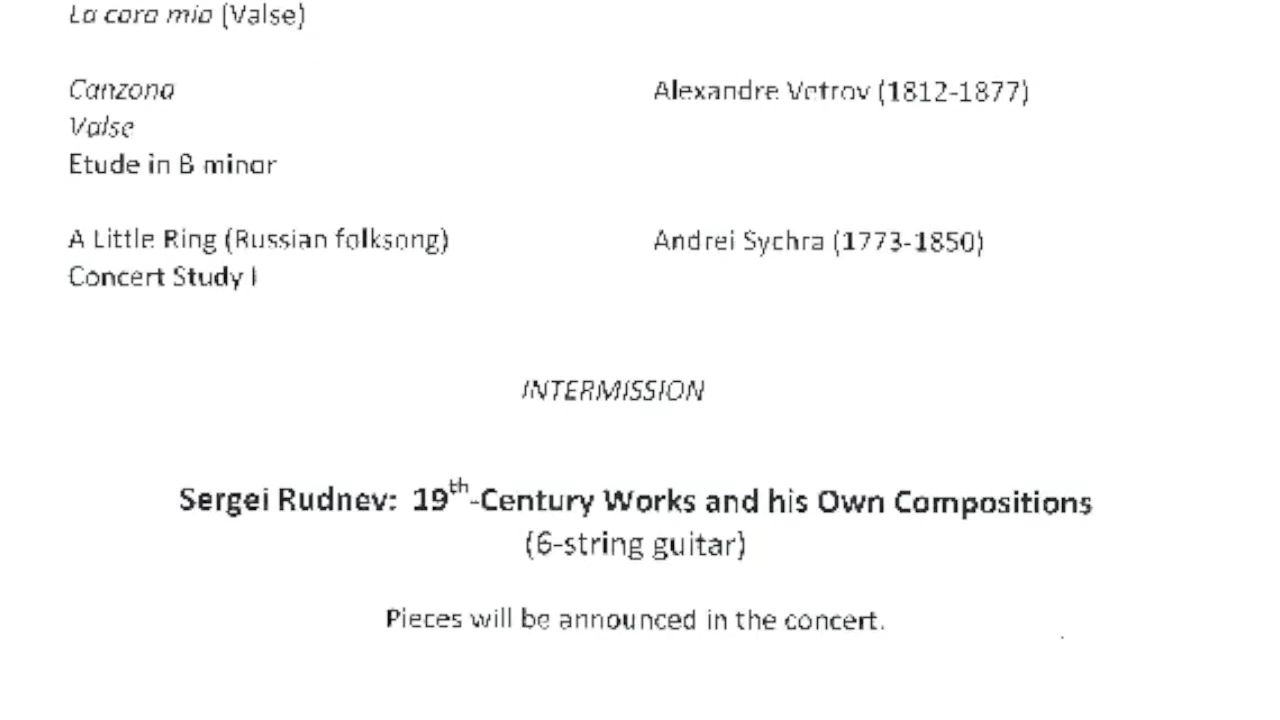 La cara mia (Valse)
Canzona Alexandre Vetrov (1812-1877)
Valse
Etude in B minor
A Little Ring (Russian folksong) Andrei Sychra (1773-1850)
Concert Study I
INTERMISSION
Sergei Rudnev: 19th-Century Works and his Own Compositions
(6-string guitar)
Pieces will be announced in the concert.